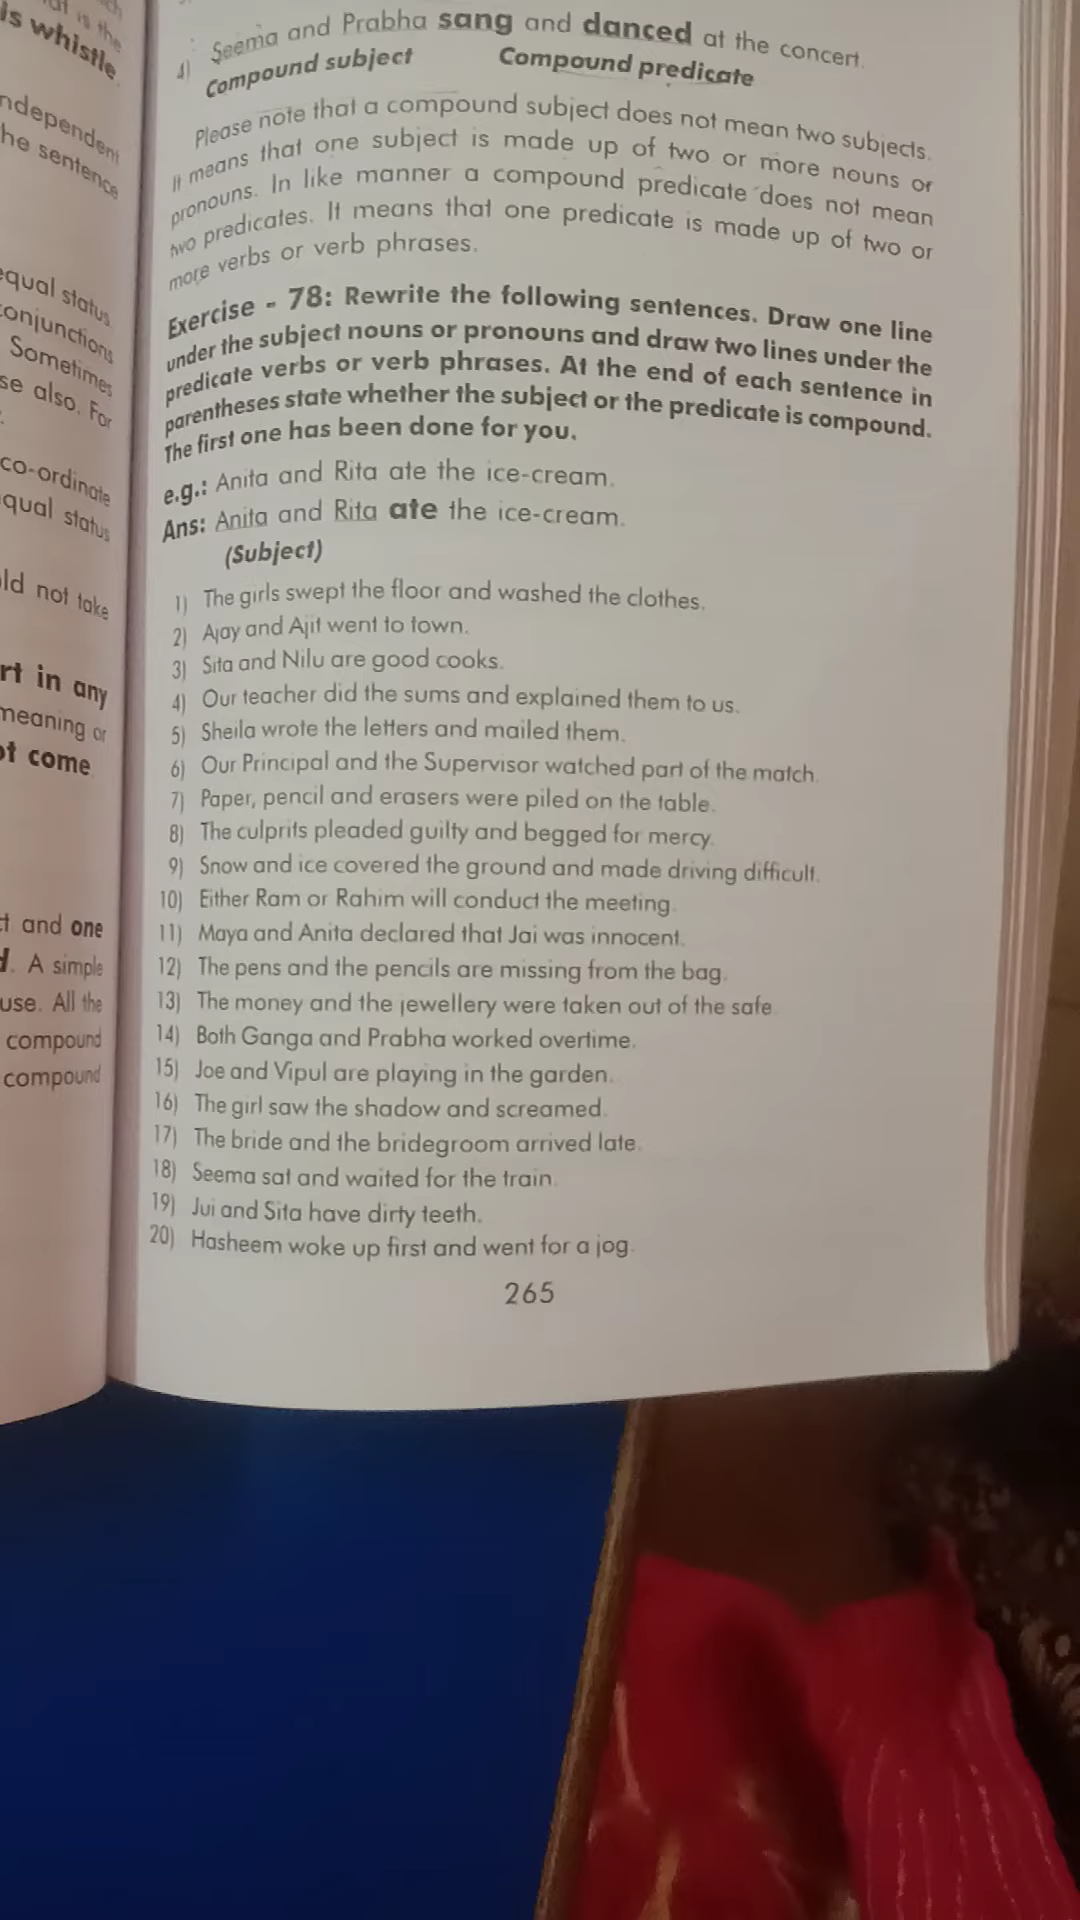 ch
at is the
is whistle.
ndependent
he sentence
equal status
conjunctions
Sometimes
se also. For
co-ordinate
qual status
ld not take
rt in any
meaning or
ot come
ct and one
d. A simple
use. All the
compound
compound
4) Seema and Prabha sang and danced at the concert.
Compound subject Compound predicate
Please note that a compound subject does not mean two subjects.
It means that one subject is made up of two or more nouns or
pronouns. In like manner a compound predicate does not mean
two predicates. It means that one predicate is made up of two or
more verbs or verb phrases.
Exercise - 78: Rewrite the following sentences. Draw one line
under the subject nouns or pronouns and draw two lines under the
predicate verbs or verb phrases. At the end of each sentence in
parentheses state whether the subject or the predicate is compound.
The first one has been done for you.
e.g.: Anita and Rita ate the ice-cream.
Ans: Anita and Rita ate the ice-cream.
(Subject)
1) The girls swept the floor and washed the clothes.
2) Ajay and Ajit went to town.
3) Sita and Nilu are good cooks.
4) Our teacher did the sums and explained them to us.
5) Sheila wrote the letters and mailed them.
6) Our Principal and the Supervisor watched part of the match.
7) Paper, pencil and erasers were piled on the table.
8) The culprits pleaded guilty and begged for mercy.
9) Snow and ice covered the ground and made driving difficult.
10) Either Ram or Rahim will conduct the meeting.
11) Maya and Anita declared that Jai was innocent.
12) The pens and the pencils are missing from the bag.
13) The money and the jewellery were taken out of the safe.
14) Both Ganga and Prabha worked overtime.
15) Joe and Vipul are playing in the garden.
16) The girl saw the shadow and screamed.
17) The bride and the bridegroom arrived late.
18) Seema sat and waited for the train.
19) Jui and Sita have dirty teeth.
20) Hasheem woke up first and went for a jog.
265